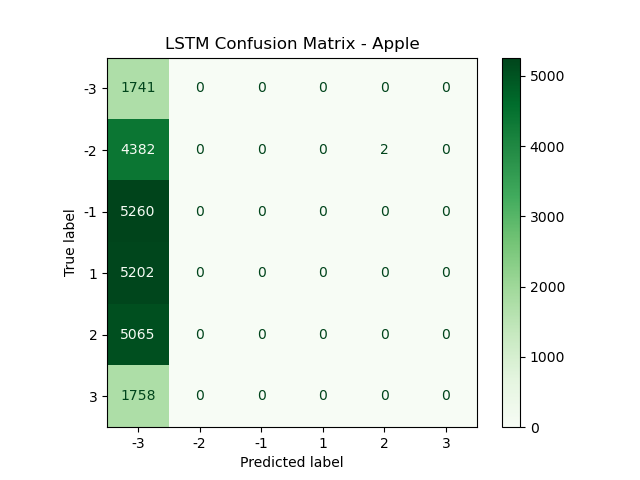 LSTM Confusion Matrix - Apple
True label
-3 1741 0 0 0 0 0
-2 4382 0 0 0 2 0
-1 5260 0 0 0 0 0
1 5202 0 0 0 0 0
2 5065 0 0 0 0 0
3 1758 0 0 0 0 0
-3 -2 -1 1 2 3
Predicted label
5000
4000
3000
2000
1000
0